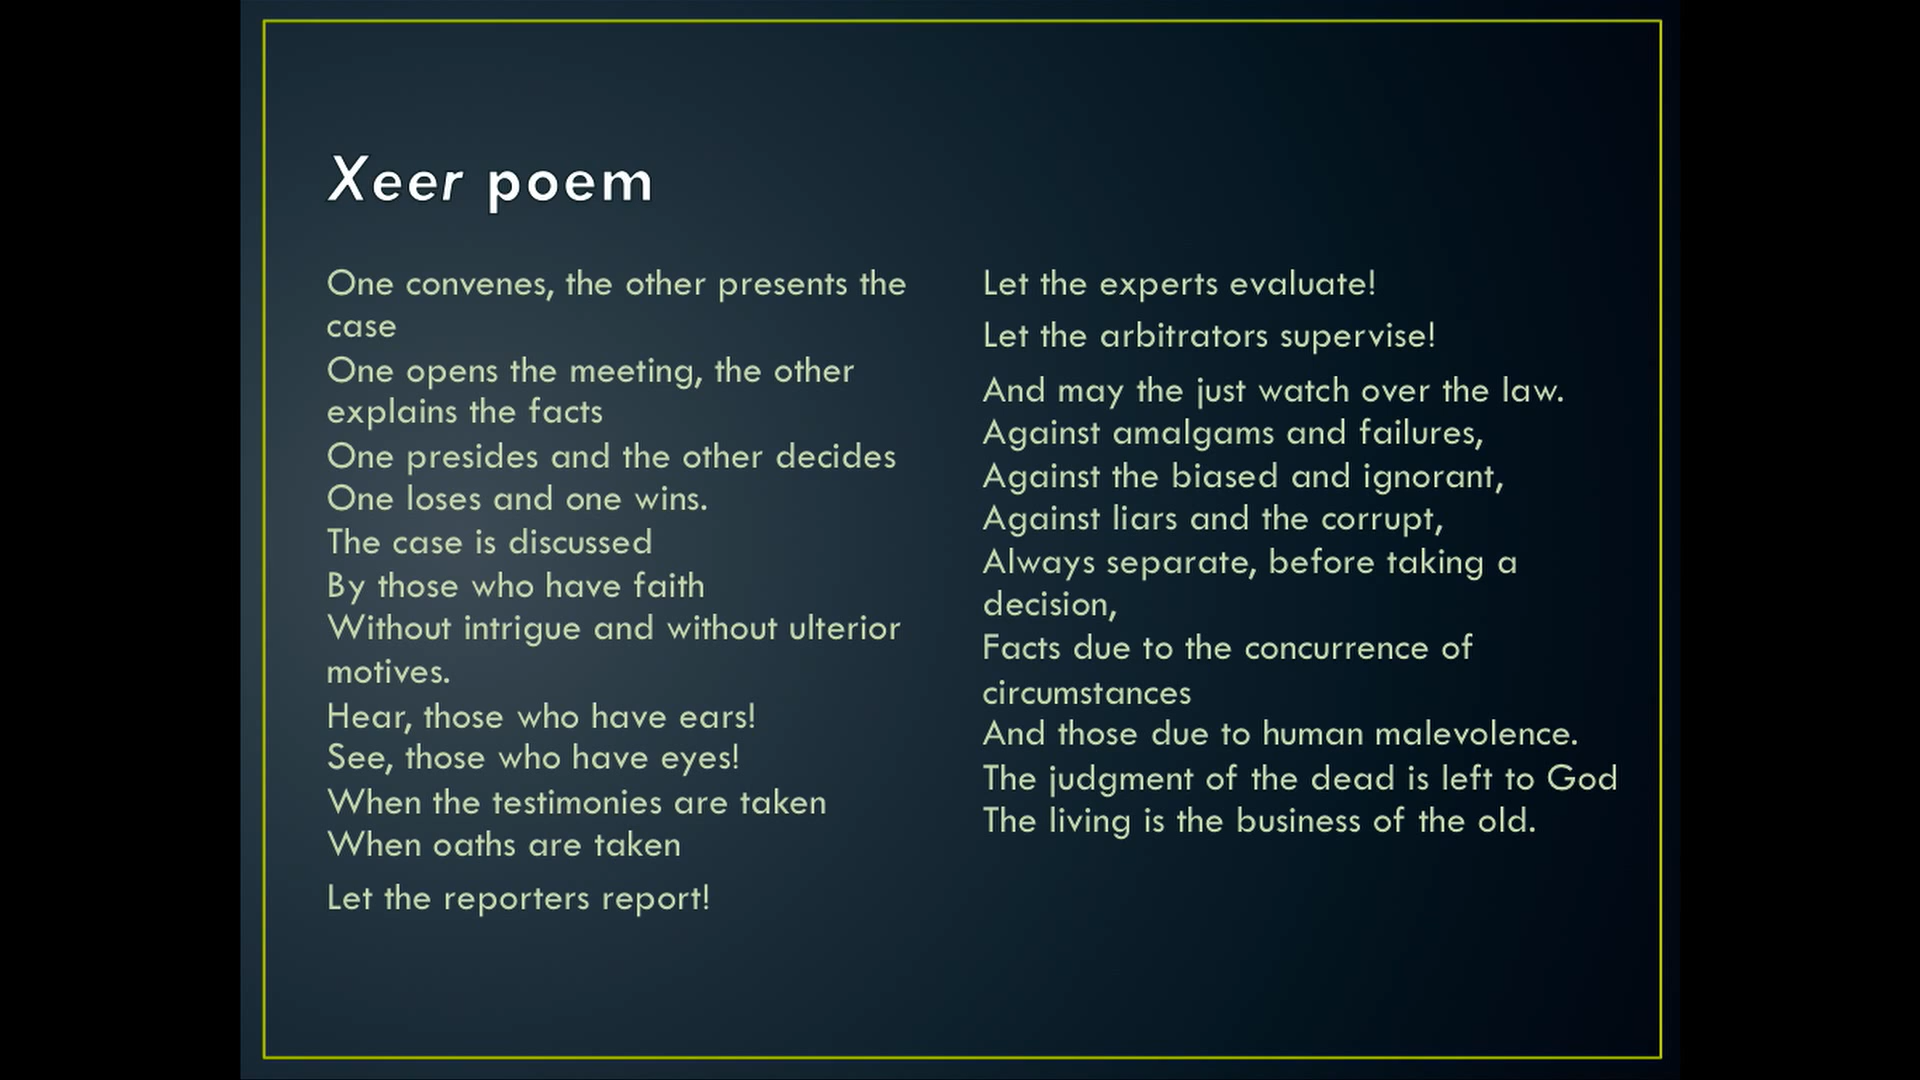 Xeer poem
One convenes, the other presents the
case
One opens the meeting, the other
explains the facts
One presides and the other decides
One loses and one wins.
The case is discussed
By those who have faith
Without intrigue and without ulterior
motives.
Hear, those who have ears!
See, those who have eyes!
When the testimonies are taken
When oaths are taken
Let the reporters report!
Let the experts evaluate!
Let the arbitrators supervise!
And may the just watch over the law.
Against amalgams and failures,
Against the biased and ignorant,
Against liars and the corrupt,
Always separate, before taking a
decision,
Facts due to the concurrence of
circumstances
And those due to human malevolence.
The judgment of the dead is left to God
The living is the business of the old.